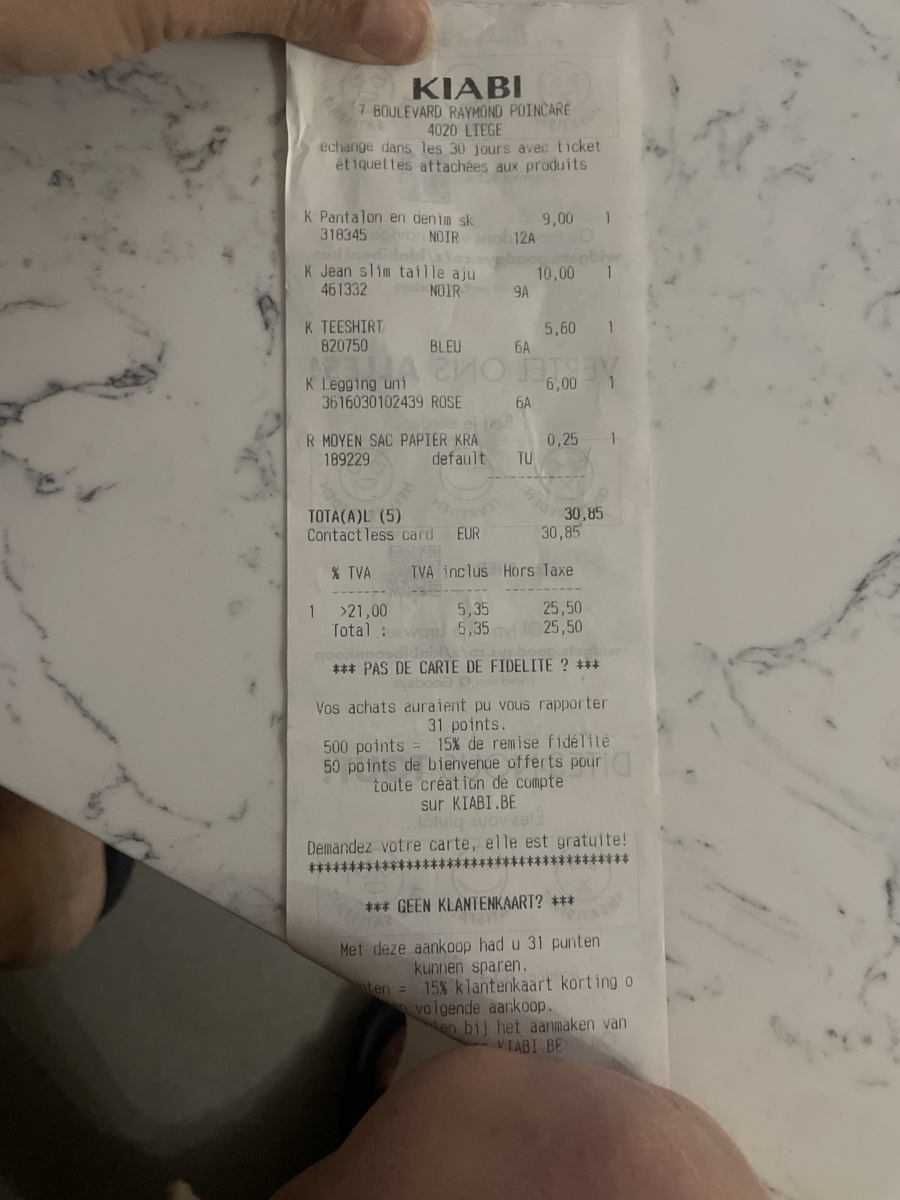 KIABI
7 BOULEVARD RAYMOND POINCARE
4020 LIEGE
echange dans les 30 jours avec ticket
étiquettes attachées aux produits
K Pantalon en denim sk 9,00 1
318345 NOIR 12A
K Jean slim taille aju 10,00 1
461332 NOIR 9A
K TEESHIRT 5,60 1
820750 BLEU 6A
K Legging uni 6,00 1
3616030102439 ROSE 6A
R MOYEN SAC PAPIER KRA 0,25 1
189229 default TU
--------------
TOTA(A)L (5) 30,85
Contactless card EUR 30,85
% TVA TVA inclus Hors Taxe
------- ---------- -----------
1 >21,00 5,35 25,50
Total : 5,35 25,50
*** PAS DE CARTE DE FIDELITE ? ***
Vos achats auraient pu vous rapporter
31 points.
500 points = 15% de remise fidélité
50 points de bienvenue offerts pour
toute création de compte
sur KIABI.BE
Demandez votre carte, elle est gratuite!
****************************************
*** GEEN KLANTENKAART? ***
Met deze aankoop had u 31 punten
kunnen sparen.
ten = 15% klantenkaart korting o
volgende aankoop.
ten bij het aanmaken van
KIABI BE